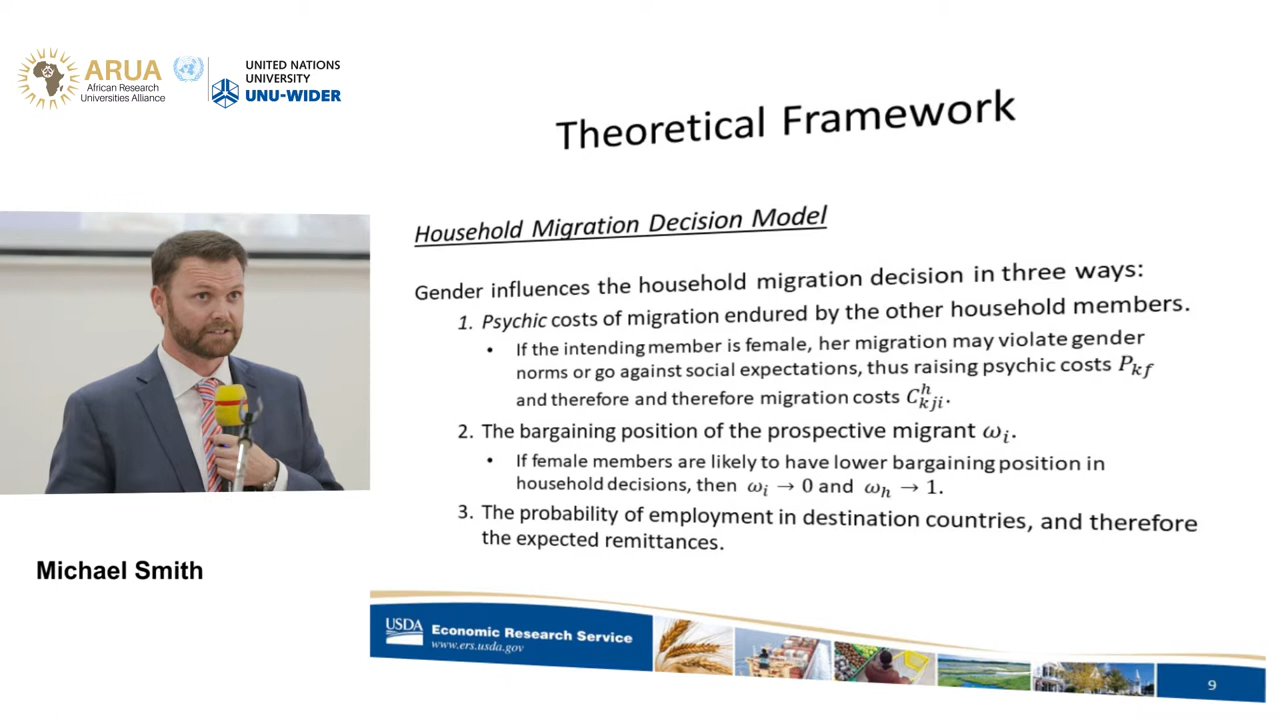 ARUA
African Research
Universities Alliance
UNITED NATIONS
UNIVERSITY
UNU-WIDER
Theoretical Framework
Household Migration Decision Model
Gender influences the household migration decision in three ways:
1. Psychic costs of migration endured by the other household members.
• If the intending member is female, her migration may violate gender
norms or go against social expectations, thus raising psychic costs P_{kf}
and therefore and therefore migration costs C^h_{kji}.
2. The bargaining position of the prospective migrant ω_i.
• If female members are likely to have lower bargaining position in
household decisions, then ω_i → 0 and ω_h → 1.
3. The probability of employment in destination countries, and therefore
the expected remittances.
Michael Smith
USDA
Economic Research Service
www.ers.usda.gov
9